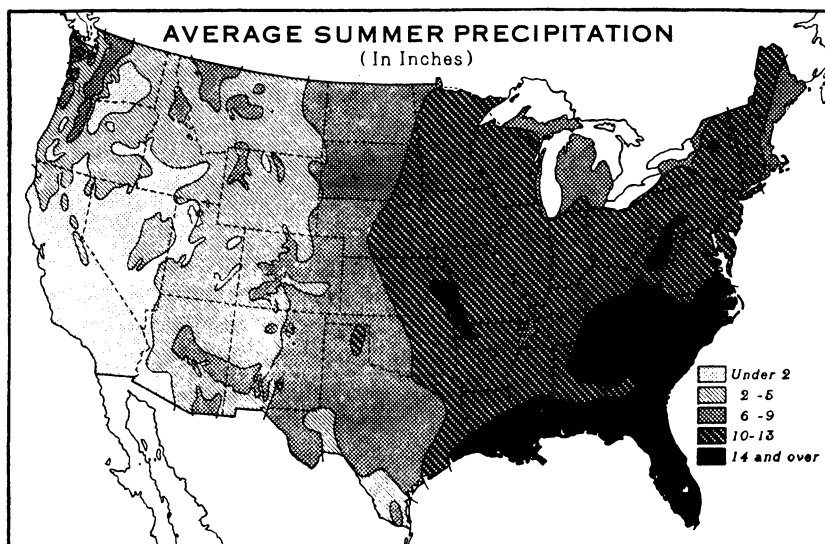 AVERAGE SUMMER PRECIPITATION
(In Inches)
Under 2
2 -5
6 -9
10-13
14 and over